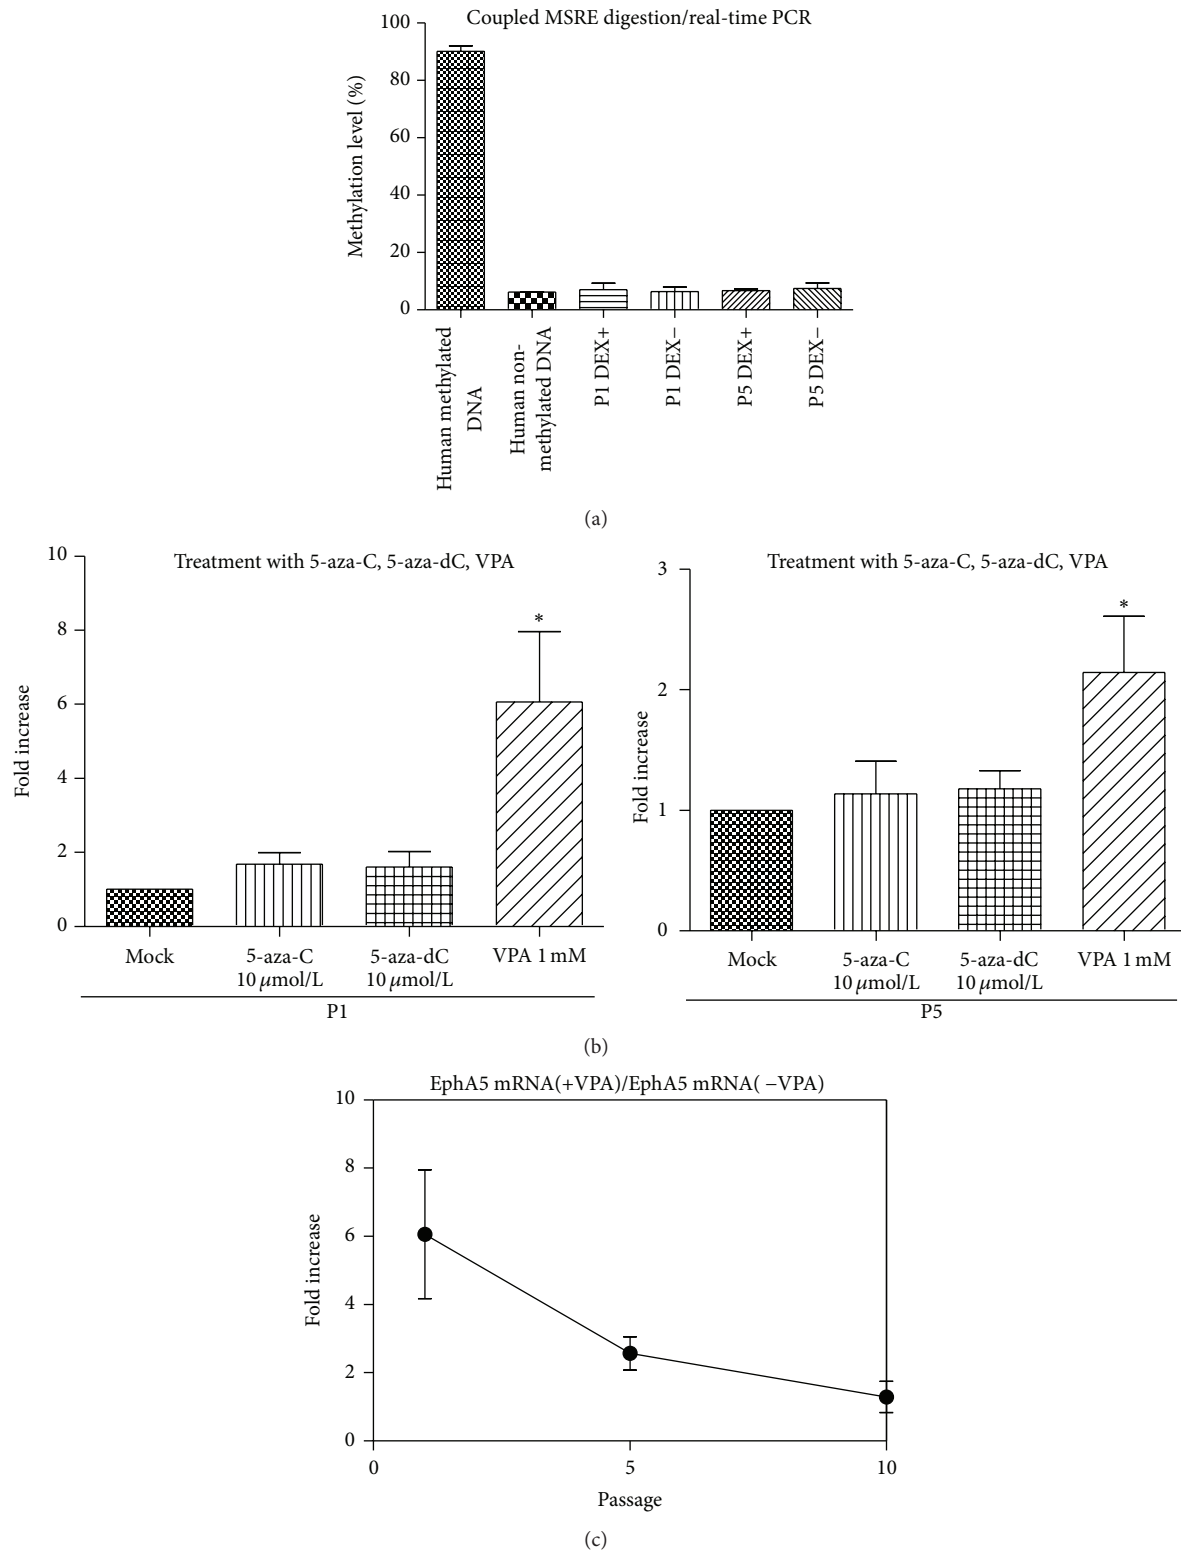 Coupled MSRE digestion/real-time PCR
100
80
60
40
20
0
Methylation level (%)
Human methylated
DNA
Human non-
methylated DNA
P1 DEX+
P1 DEX−
P5 DEX+
P5 DEX−
(a)
Treatment with 5-aza-C, 5-aza-dC, VPA
10
8
6
4
2
0
Fold increase
*
Mock
5-aza-C
10 μmol/L
5-aza-dC
10 μmol/L
VPA 1 mM
P1
Treatment with 5-aza-C, 5-aza-dC, VPA
3
2
1
0
Fold increase
*
Mock
5-aza-C
10 μmol/L
5-aza-dC
10 μmol/L
VPA 1 mM
P5
(b)
EphA5 mRNA(+VPA)/EphA5 mRNA( −VPA)
10
8
6
4
2
0
Fold increase
0 5 10
Passage
(c)